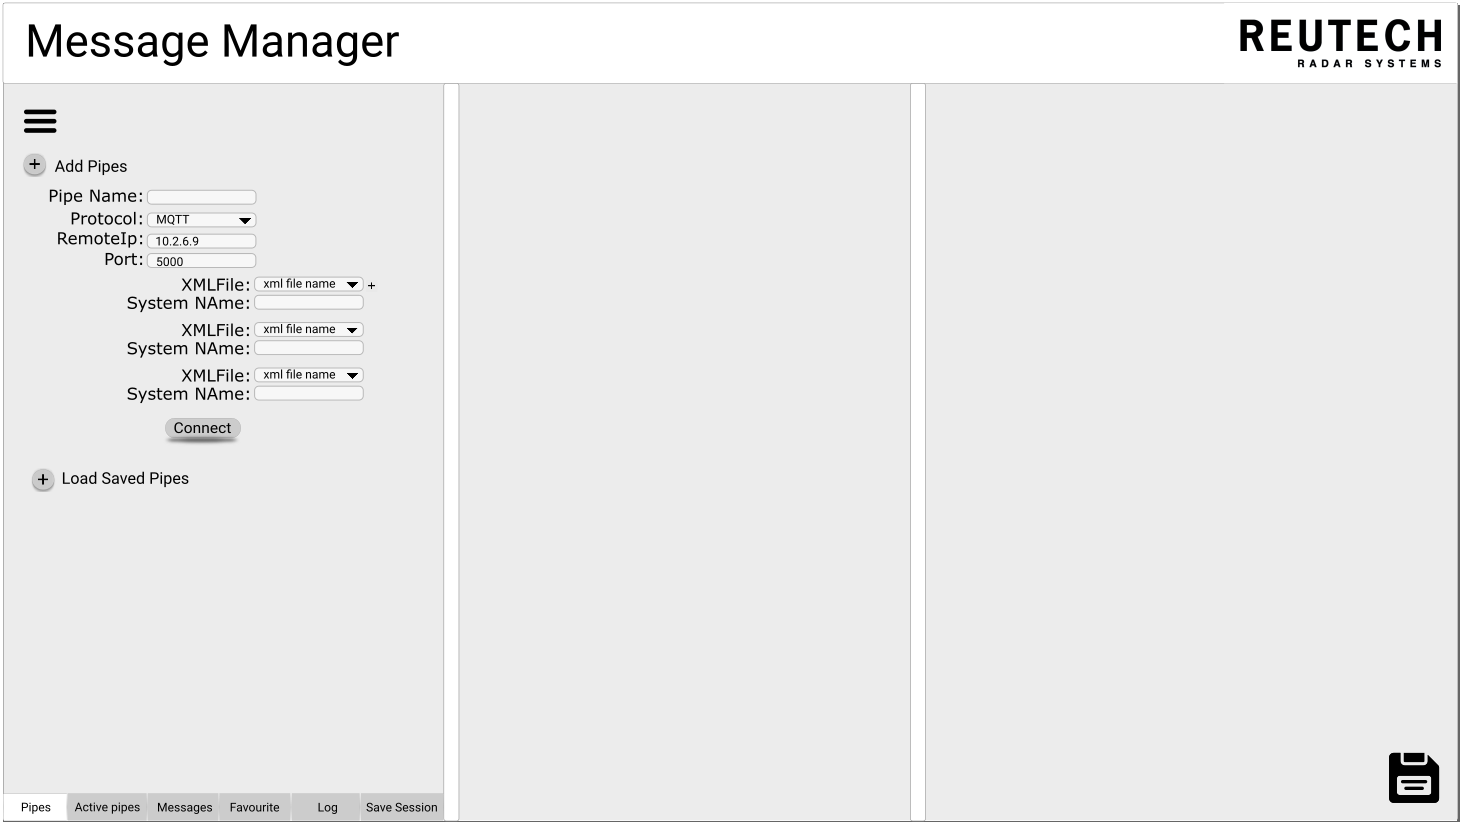 Message Manager
REUTECH
RADAR SYSTEMS
+ Add Pipes
Pipe Name:
Protocol: MQTT
RemoteIp: 10.2.6.9
Port: 5000
XMLFile: xml file name +
System NAme:
XMLFile: xml file name
System NAme:
XMLFile: xml file name
System NAme:
Connect
+ Load Saved Pipes
Pipes Active pipes Messages Favourite Log Save Session